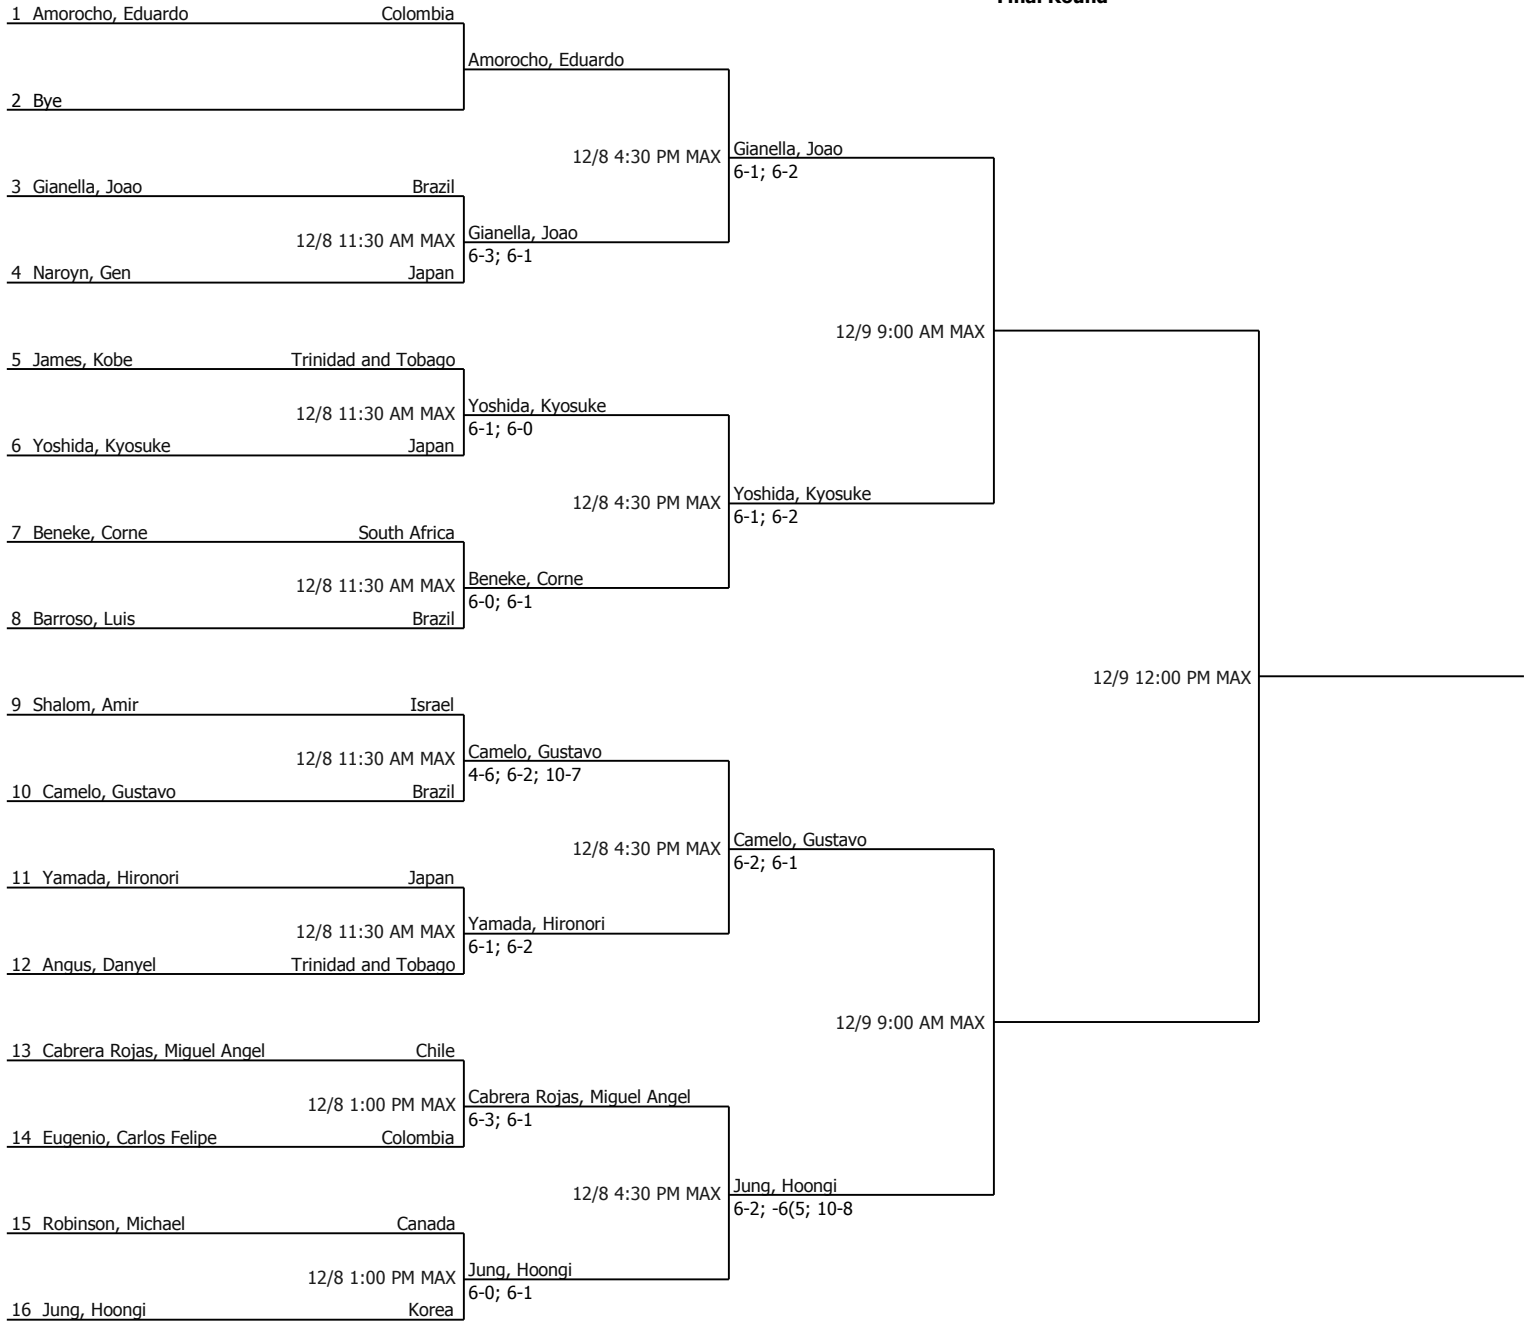 Final Round
1 Amorocho, Eduardo Colombia
Amorocho, Eduardo
2 Bye
12/8 4:30 PM MAX Gianella, Joao
6-1; 6-2
3 Gianella, Joao Brazil
12/8 11:30 AM MAX Gianella, Joao
6-3; 6-1
4 Naroyn, Gen Japan
12/9 9:00 AM MAX
5 James, Kobe Trinidad and Tobago
12/8 11:30 AM MAX Yoshida, Kyosuke
6-1; 6-0
6 Yoshida, Kyosuke Japan
12/8 4:30 PM MAX Yoshida, Kyosuke
6-1; 6-2
7 Beneke, Corne South Africa
12/8 11:30 AM MAX Beneke, Corne
6-0; 6-1
8 Barroso, Luis Brazil
12/9 12:00 PM MAX
9 Shalom, Amir Israel
12/8 11:30 AM MAX Camelo, Gustavo
4-6; 6-2; 10-7
10 Camelo, Gustavo Brazil
12/8 4:30 PM MAX Camelo, Gustavo
6-2; 6-1
11 Yamada, Hironori Japan
12/8 11:30 AM MAX Yamada, Hironori
6-1; 6-2
12 Angus, Danyel Trinidad and Tobago
12/9 9:00 AM MAX
13 Cabrera Rojas, Miguel Angel Chile
12/8 1:00 PM MAX Cabrera Rojas, Miguel Angel
6-3; 6-1
14 Eugenio, Carlos Felipe Colombia
12/8 4:30 PM MAX Jung, Hoongi
6-2; -6(5; 10-8
15 Robinson, Michael Canada
12/8 1:00 PM MAX Jung, Hoongi
6-0; 6-1
16 Jung, Hoongi Korea